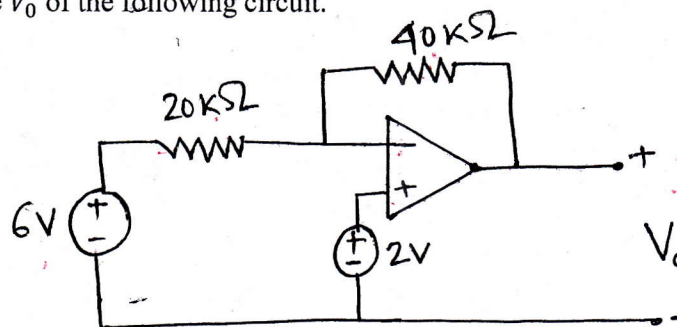 V₀ of the following circuit.
40KΩ
20KΩ
6V
+
-
-
+
+
-
2V
+
V₀
-